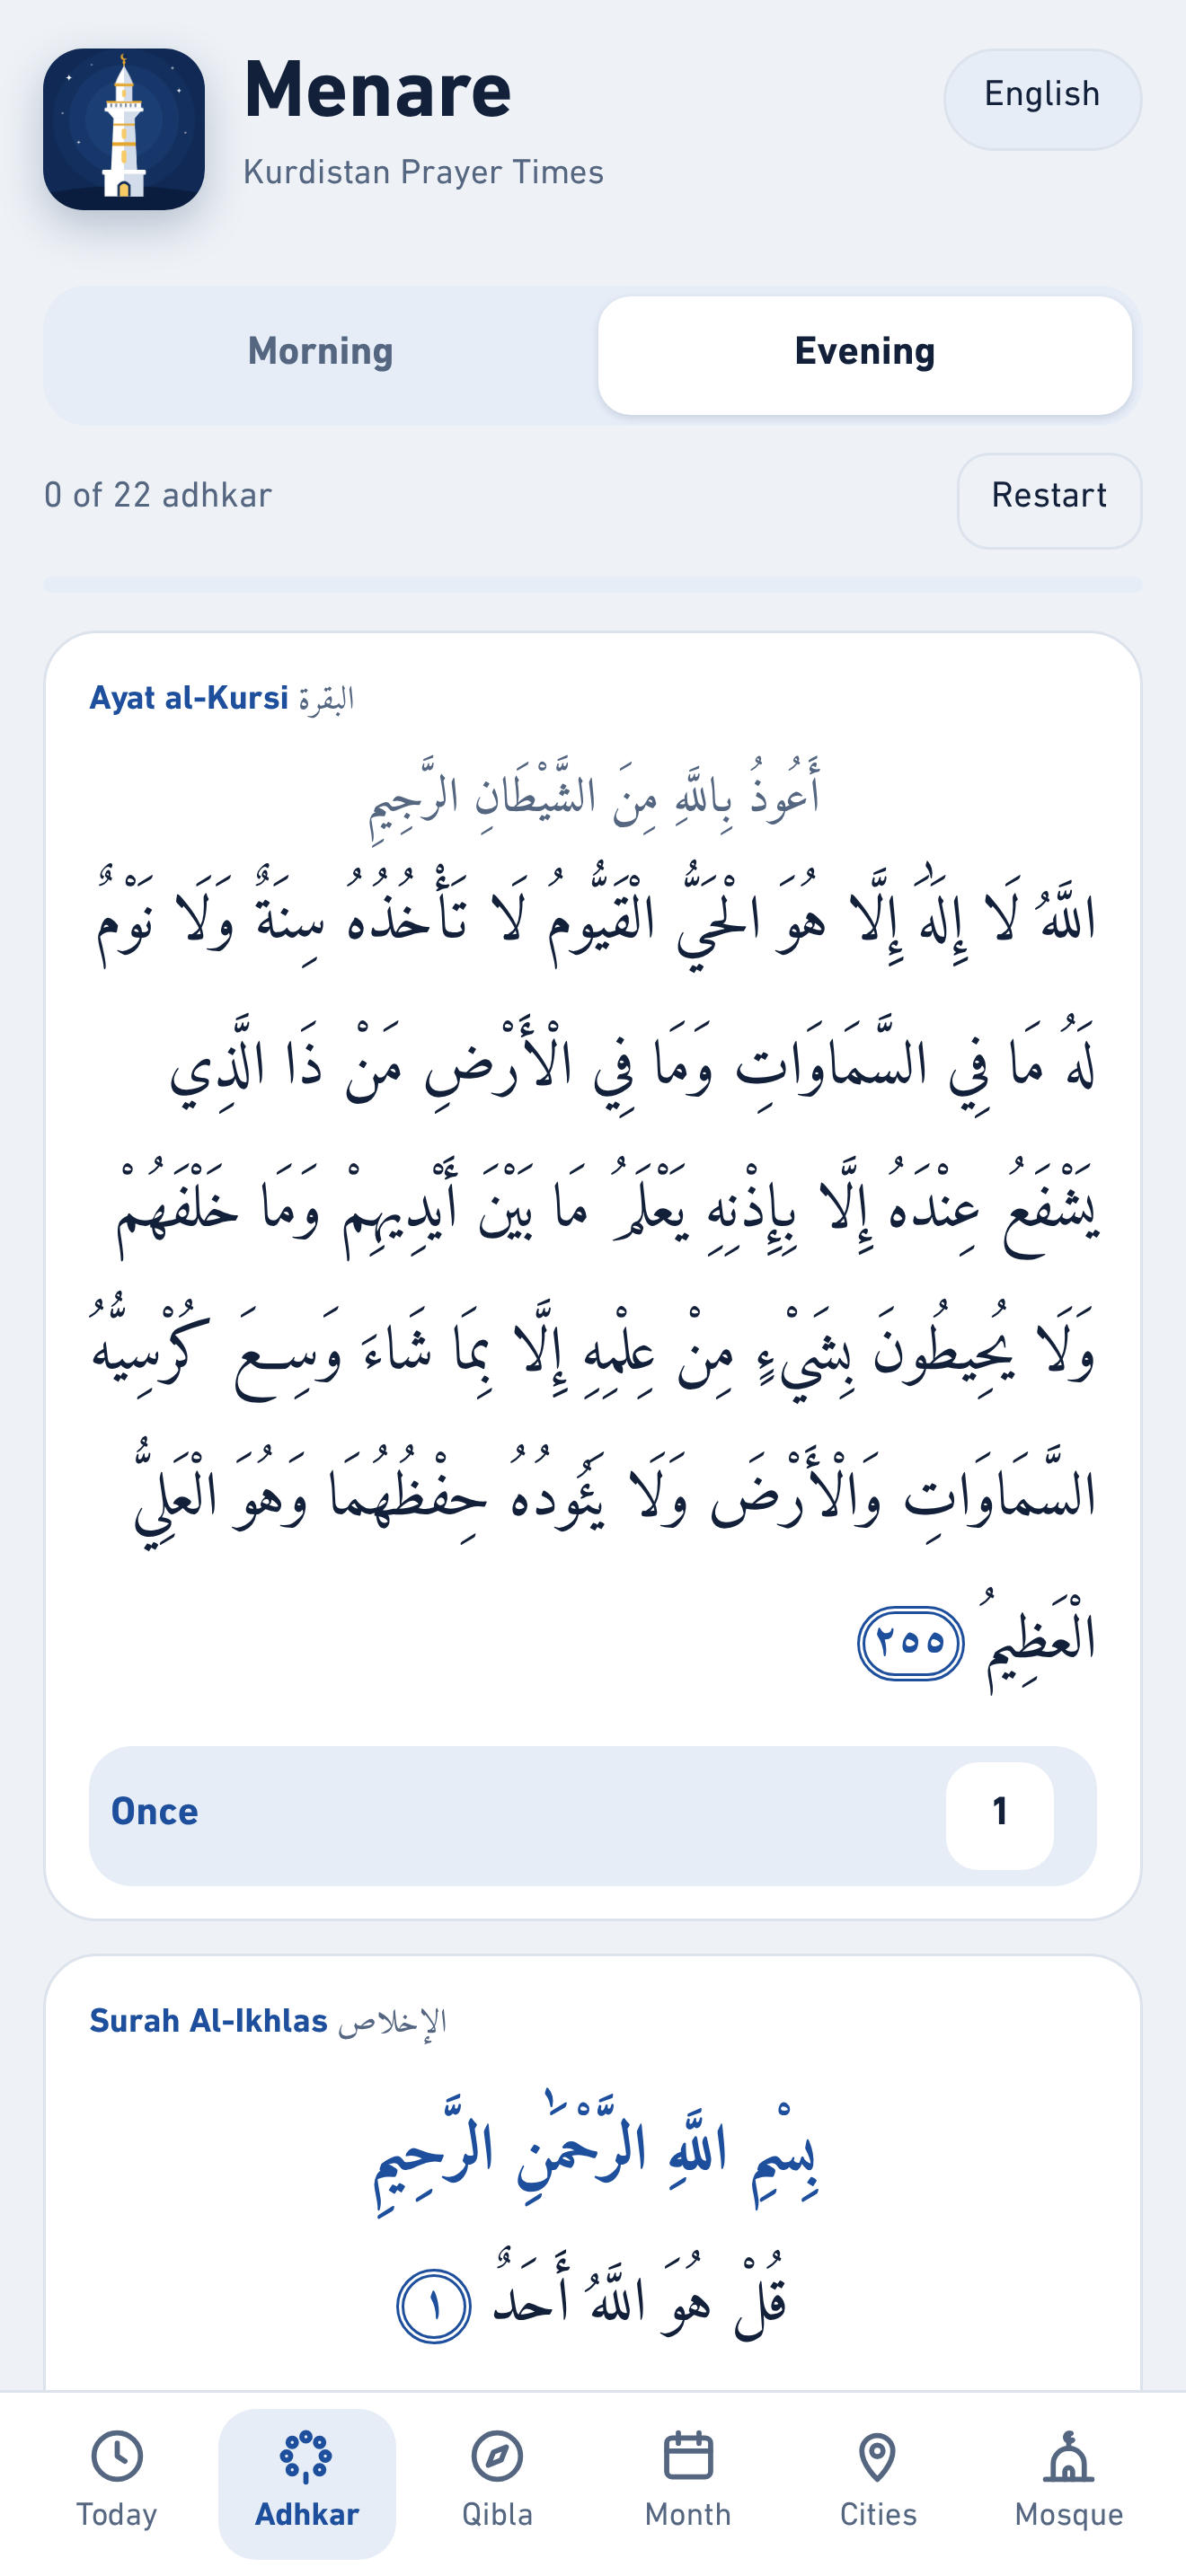 Menare
Kurdistan Prayer Times
English
Morning
Evening
0 of 22 adhkar
Restart
Ayat al-Kursi البقرة
أَعُوذُ بِاللَّهِ مِنَ الشَّيْطَانِ الرَّجِيمِ
اللَّهُ لَا إِلَهَٰ إِلَّا هُوَ الْحَيُّ الْقَيُّومُ لَا تَأْخُذُهُ سِنَةٌ وَلَا نَوْمٌ
لَهُ مَا فِي السَّمَاوَاتِ وَمَا فِي الْأَرْضِ مَنْ ذَا الَّذِي
يَشْفَعُ عِنْدَهُ إِلَّا بِإِذْنِهِ يَعْلَمُ مَا بَيْنَ أَيْدِيهِمْ وَمَا خَلْفَهُمْ
وَلَا يُحِيطُونَ بِشَيْءٍ مِنْ عِلْمِهِ إِلَّا بِمَا شَاءَ وَسِعَ كُرْسِيُّهُ
السَّمَاوَاتِ وَالْأَرْضَ وَلَا يَئُودُهُ حِفْظُهُمَا وَهُوَ الْعَلِيُّ
الْعَظِيمُ ٢٥٥
Once
1
Surah Al-Ikhlas الإخلاص
بِسْمِ اللَّهِ الرَّحْمَٰنِ الرَّحِيمِ
قُلْ هُوَ اللَّهُ أَحَدٌ ١
Today
Adhkar
Qibla
Month
Cities
Mosque